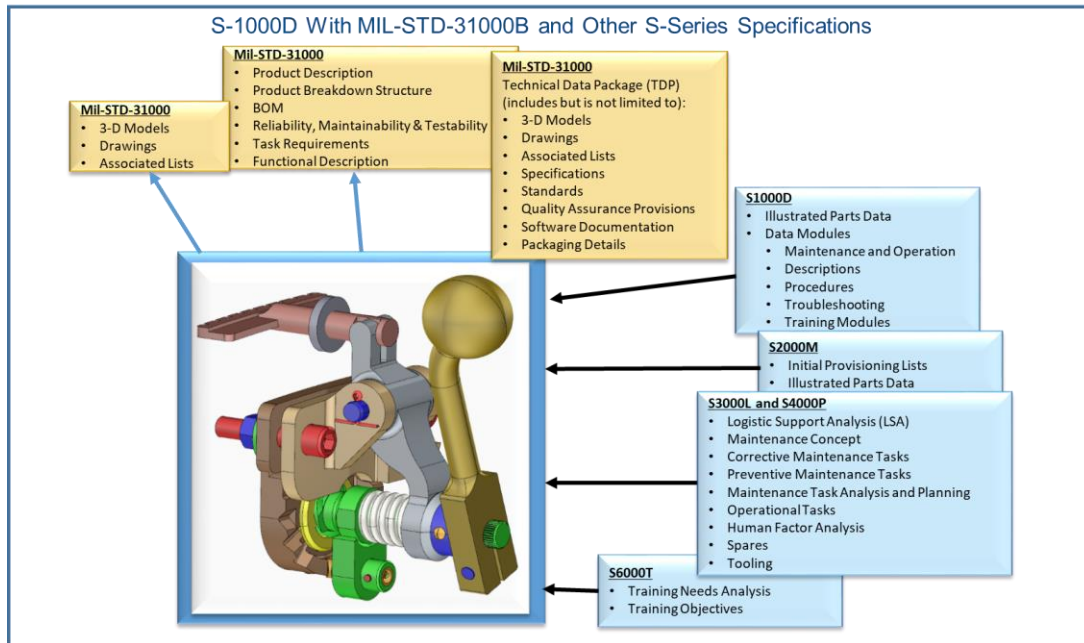 S-1000D With MIL-STD-31000B and Other S-Series Specifications
Mil-STD-31000
• 3-D Models
• Drawings
• Associated Lists
Mil-STD-31000
• Product Description
• Product Breakdown Structure
• BOM
• Reliability, Maintainability & Testability
• Task Requirements
• Functional Description
Mil-STD-31000
Technical Data Package (TDP)
(includes but is not limited to):
• 3-D Models
• Drawings
• Associated Lists
• Specifications
• Standards
• Quality Assurance Provisions
• Software Documentation
• Packaging Details
S1000D
• Illustrated Parts Data
• Data Modules
• Maintenance and Operation
• Descriptions
• Procedures
• Troubleshooting
• Training Modules
S2000M
• Initial Provisioning Lists
• Illustrated Parts Data
S3000L and S4000P
• Logistic Support Analysis (LSA)
• Maintenance Concept
• Corrective Maintenance Tasks
• Preventive Maintenance Tasks
• Maintenance Task Analysis and Planning
• Operational Tasks
• Human Factor Analysis
• Spares
• Tooling
S6000T
• Training Needs Analysis
• Training Objectives